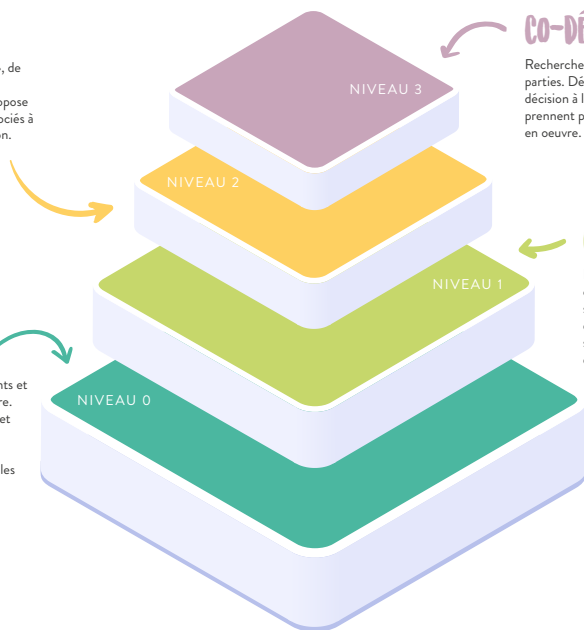 CO-DÉ
, de
opose
ociés à
on.
Recherche
parties. Dé
décision à l
prennent p
en oeuvre.
NIVEAU 3
NIVEAU 2
NIVEAU 1
NIVEAU 0
nts et
re.
et
les